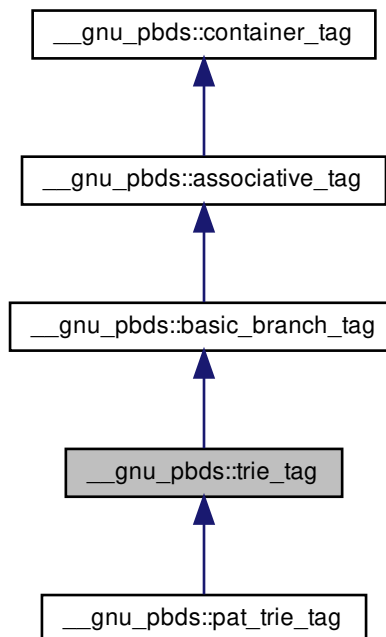 __gnu_pbds::container_tag
__gnu_pbds::associative_tag
__gnu_pbds::basic_branch_tag
__gnu_pbds::trie_tag
__gnu_pbds::pat_trie_tag